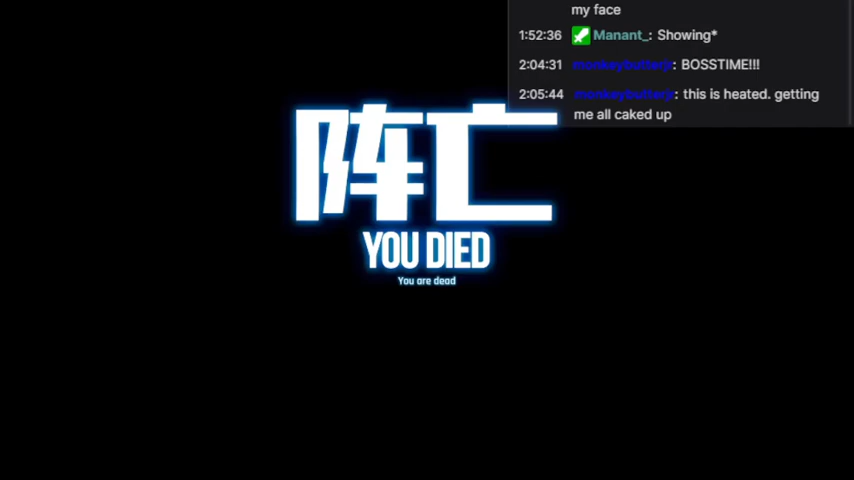 my face
1:52:36 Manant_: Showing*
2:04:31 monkeybutterjr: BOSSTIME!!!
2:05:44 monkeybutterjr: this is heated. getting
me all caked up
阵亡
YOU DIED
You are dead